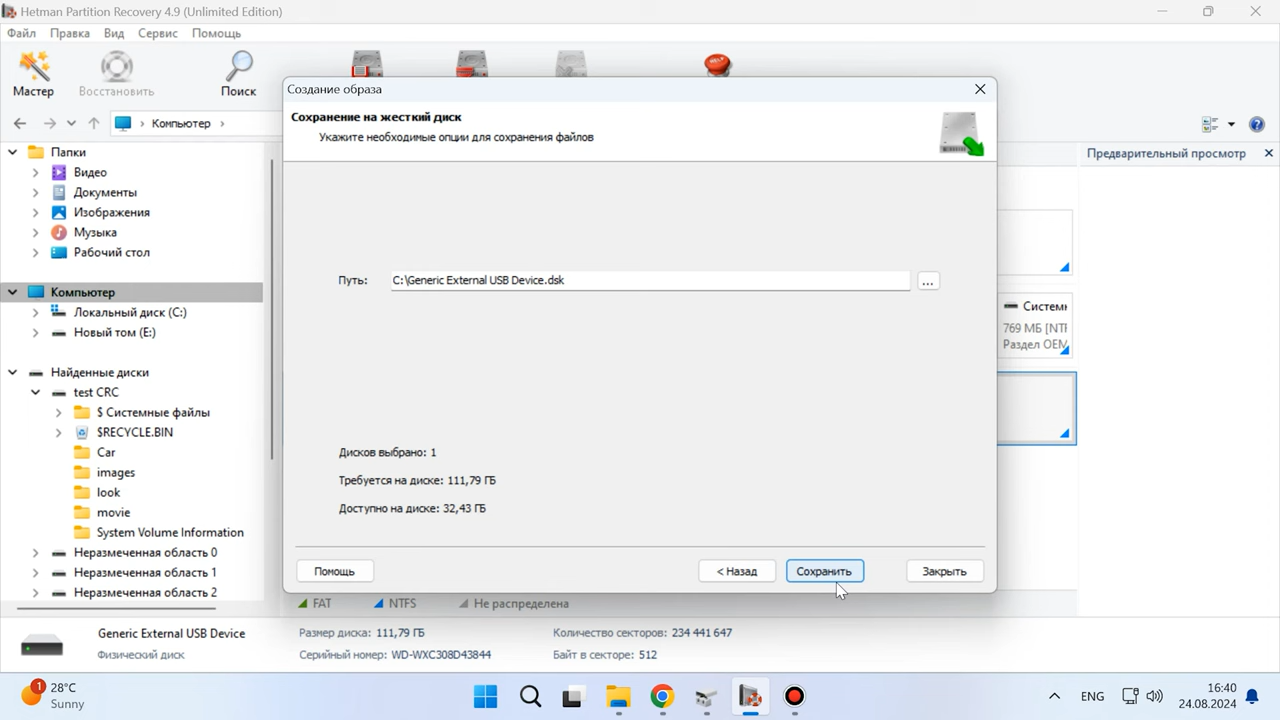 Hetman Partition Recovery 4.9 (Unlimited Edition)
Файл Правка Вид Сервис Помощь
Мастер Восстановить Поиск
Компьютер
Папки
Видео
Документы
Изображения
Музыка
Рабочий стол
Компьютер
Локальный диск (C:)
Новый том (E:)
Найденные диски
test CRC
$ Системные файлы
$RECYCLE.BIN
Car
images
look
movie
System Volume Information
Неразмеченная область 0
Неразмеченная область 1
Неразмеченная область 2
Создание образа
Сохранение на жесткий диск
Укажите необходимые опции для сохранения файлов
Путь: C:\Generic External USB Device.dsk ...
Дисков выбрано: 1
Требуется на диске: 111,79 ГБ
Доступно на диске: 32,43 ГБ
Помощь < Назад Сохранить Закрыть
Предварительный просмотр
769 МБ [NTF
Раздел OEM
FAT NTFS Не распределена
Generic External USB Device
Физический диск
Размер диска: 111,79 ГБ Количество секторов: 234 441 647
Серийный номер: WD-WXC308D43844 Байт в секторе: 512
1 28°C
Sunny
HELP
ENG
16:40
24.08.2024